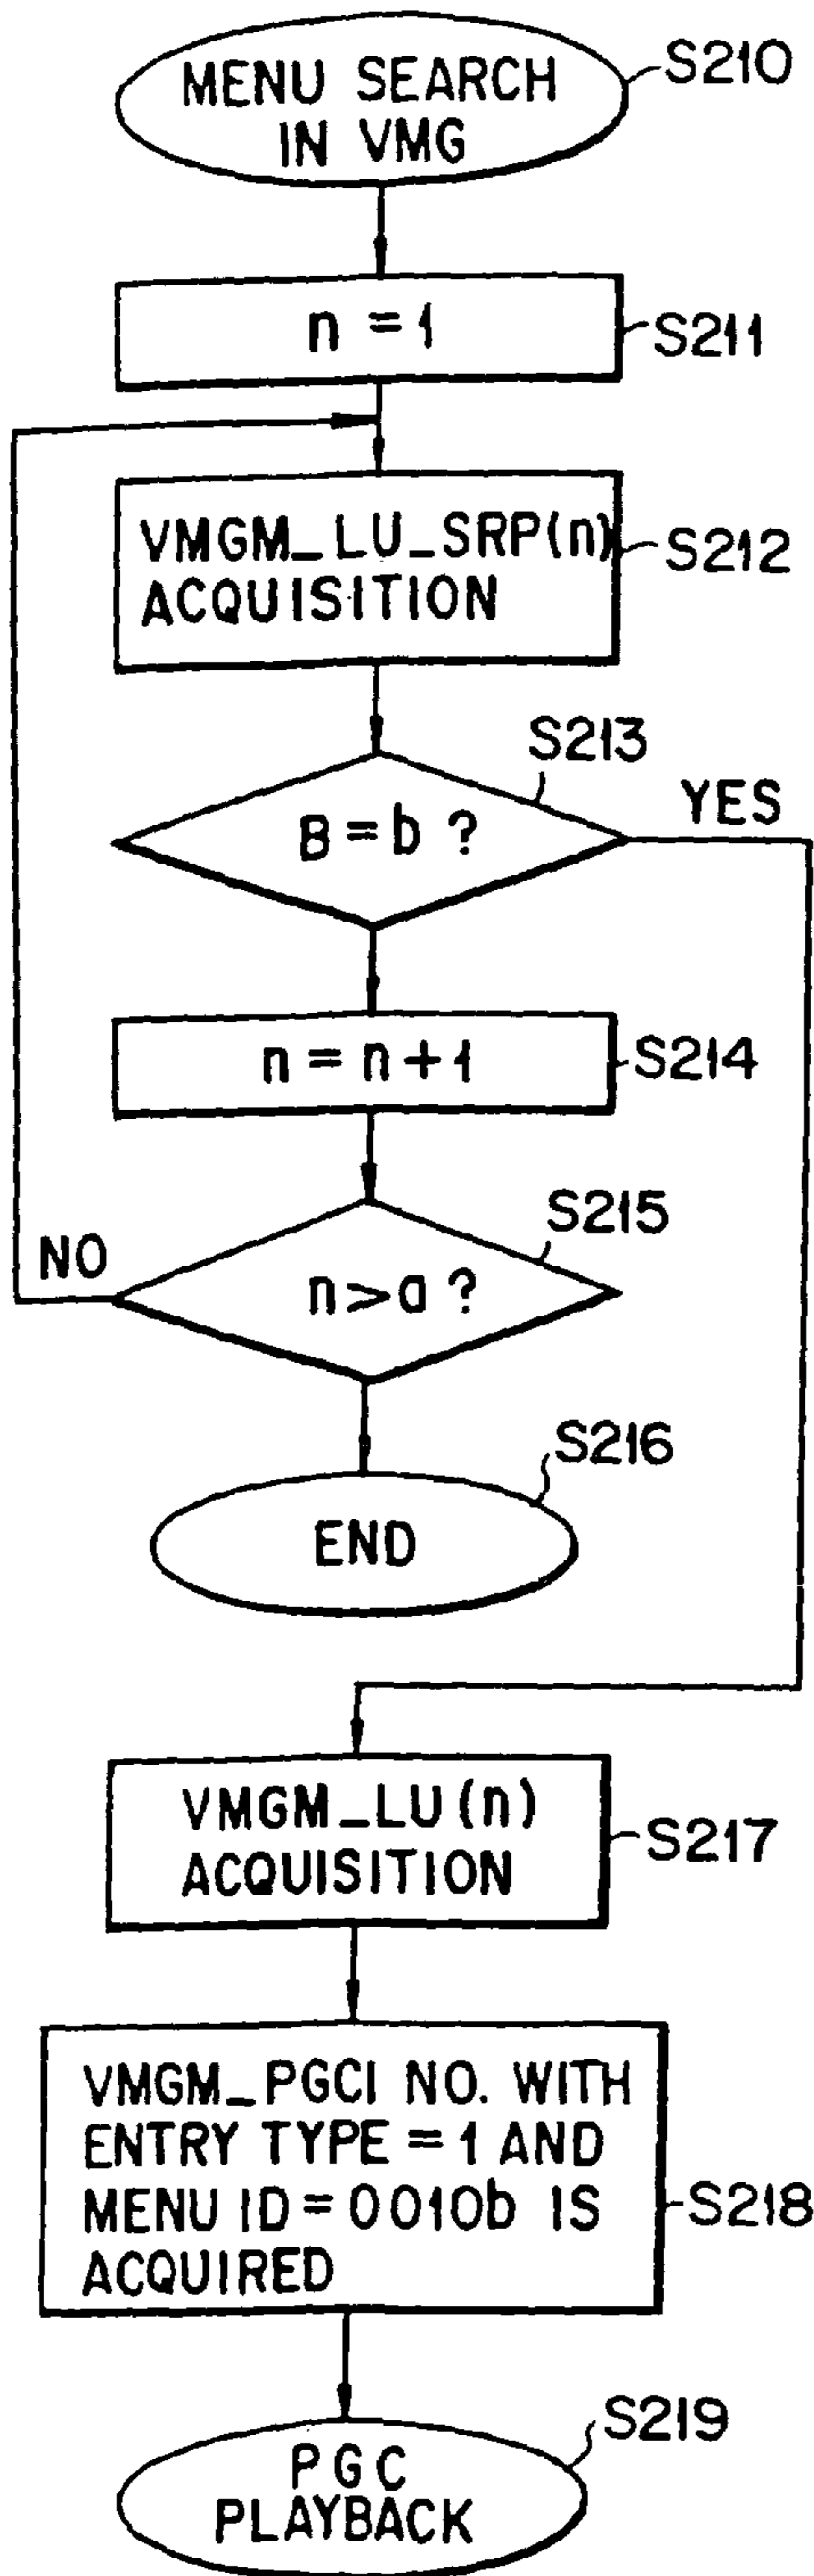 MENU SEARCH
IN VMG
S210
n = 1
S211
VMGM_LU_SRP(n)
ACQUISITION
S212
S213
B = b ?
YES
n = n + 1
S214
S215
NO
n > a ?
S216
END
VMGM_LU(n)
ACQUISITION
S217
VMGM_PGCI NO. WITH
ENTRY TYPE = 1 AND
MENU ID = 0010b IS
ACQUIRED
S218
S219
PGC
PLAYBACK